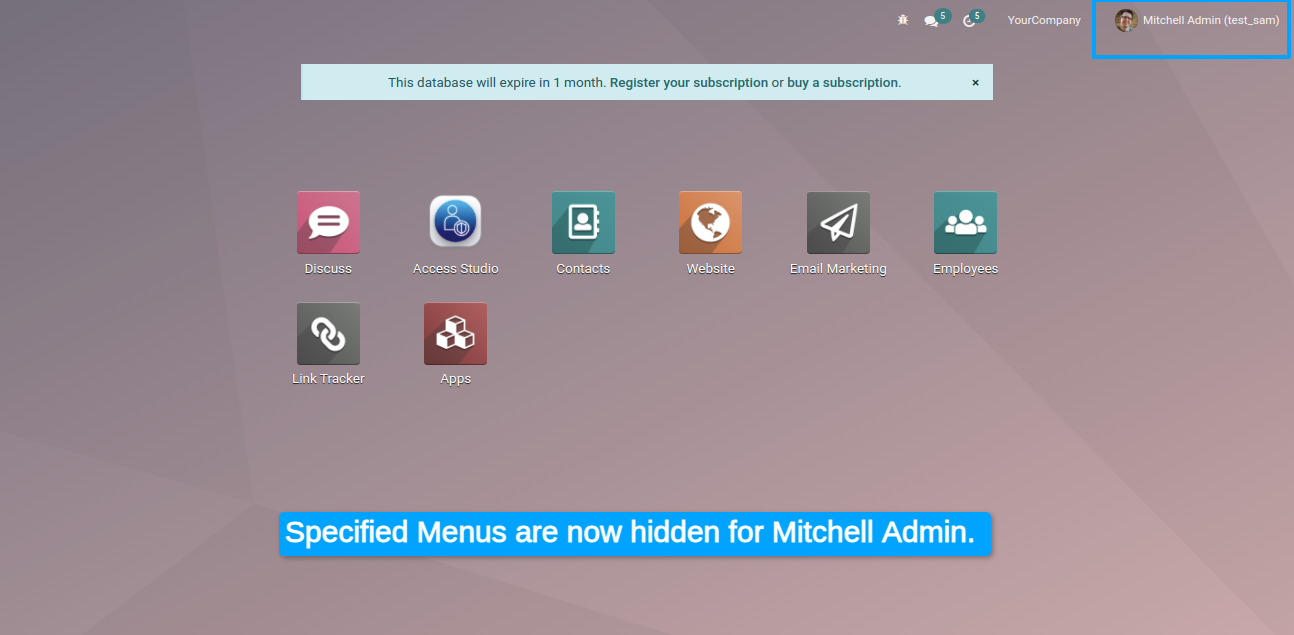 5 5 YourCompany Mitchell Admin (test_sam)
This database will expire in 1 month. Register your subscription or buy a subscription. ×
Discuss Access Studio Contacts Website Email Marketing Employees
Link Tracker Apps
Specified Menus are now hidden for Mitchell Admin.